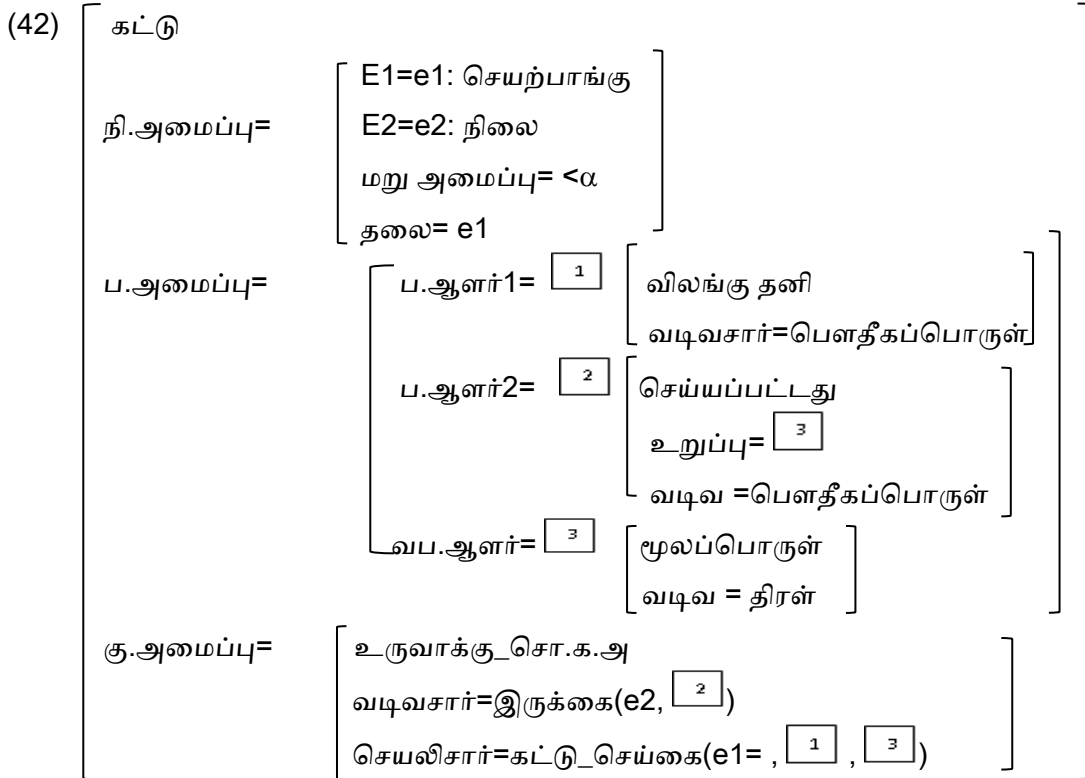 (42) கட்டு
E1=e1: செயற்பாங்கு
நி.அமைப்பு= E2=e2: நிலை
மறு அமைப்பு= <α
தலை= e1
ப.அமைப்பு= ப.ஆளர்1= 1 விலங்கு தனி
வடிவசார்=பௌதீகப்பொருள்
ப.ஆளர்2= 2 செய்யப்பட்டது
உறுப்பு= 3
வடிவ =பௌதீகப்பொருள்
வப.ஆளர்= 3 மூலப்பொருள்
வடிவ = திரள்
கு.அமைப்பு= உருவாக்கு_சொ.க.அ
வடிவசார்=இருக்கை(e2, 2)
செயலிசார்=கட்டு_செய்கை(e1= , 1 , 3)